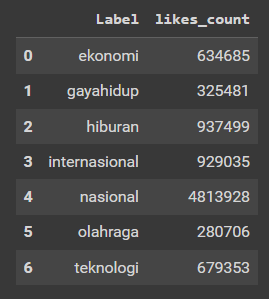 Label likes_count
0 ekonomi 634685
1 gayahidup 325481
2 hiburan 937499
3 internasional 929035
4 nasional 4813928
5 olahraga 280706
6 teknologi 679353